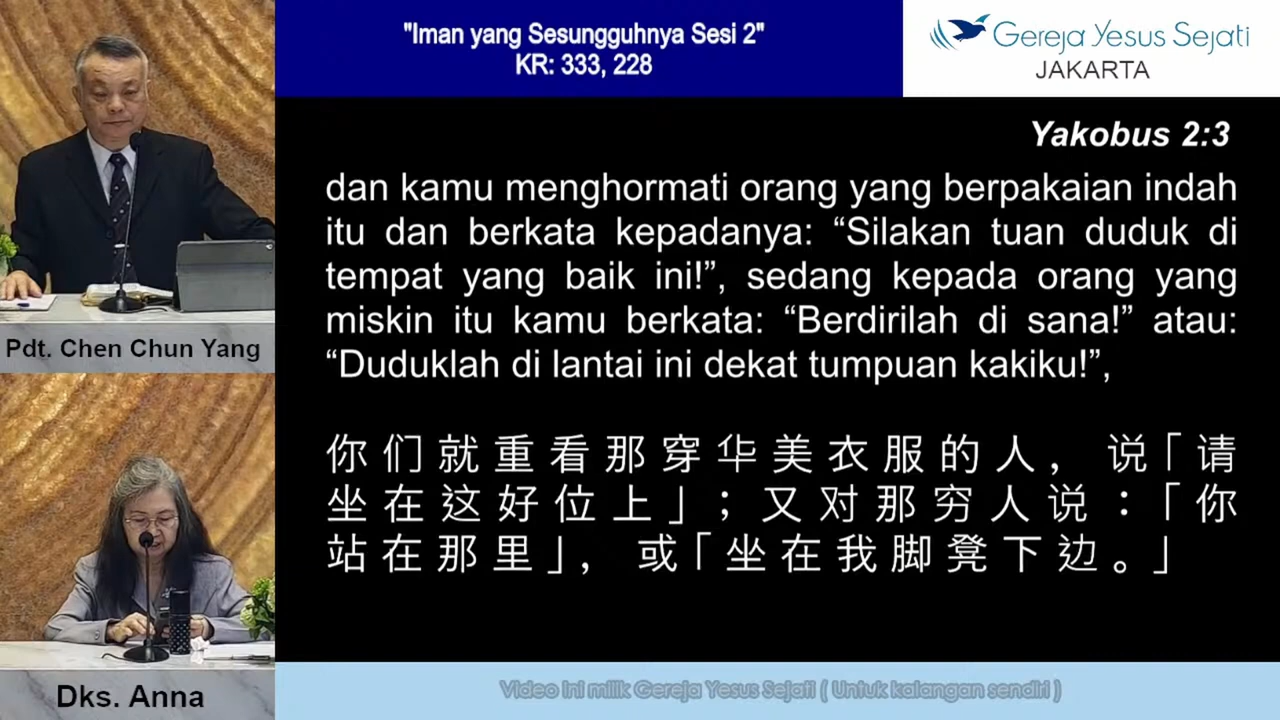 "Iman yang Sesungguhnya Sesi 2"
KR: 333, 228
Gereja Yesus Sejati
JAKARTA
Yakobus 2:3
dan kamu menghormati orang yang berpakaian indah
itu dan berkata kepadanya: “Silakan tuan duduk di
tempat yang baik ini!”, sedang kepada orang yang
miskin itu kamu berkata: “Berdirilah di sana!” atau:
“Duduklah di lantai ini dekat tumpuan kakiku!”,
你们就重看那穿华美衣服的人，说「请
坐在这好位上」；又对那穷人说：「你
站在那里」，或「坐在我脚凳下边。」
Pdt. Chen Chun Yang
Dks. Anna
Video ini milik Gereja Yesus Sejati ( Untuk kalangan sendiri )